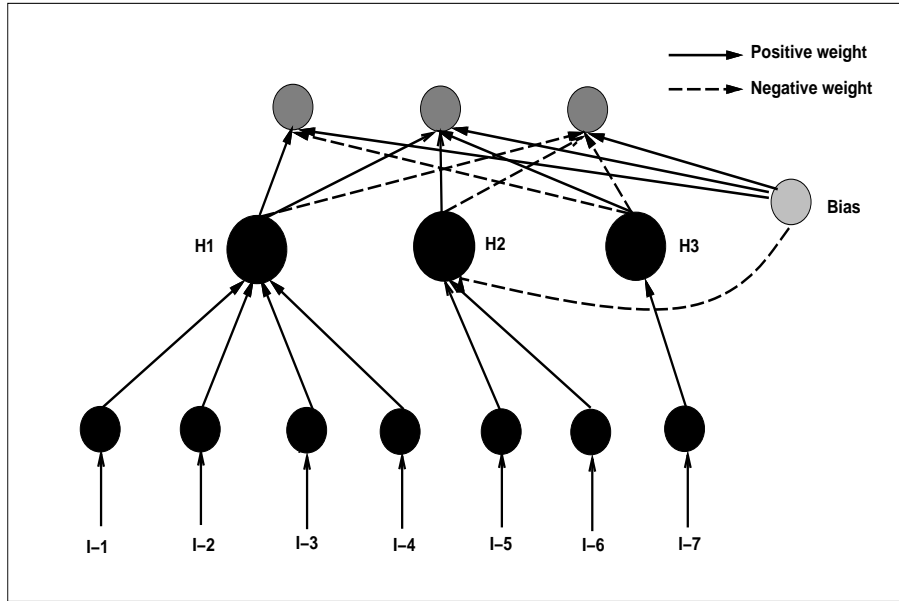 Positive weight
Negative weight
Bias
H1
H2
H3
I–1
I–2
I–3
I–4
I–5
I–6
I–7